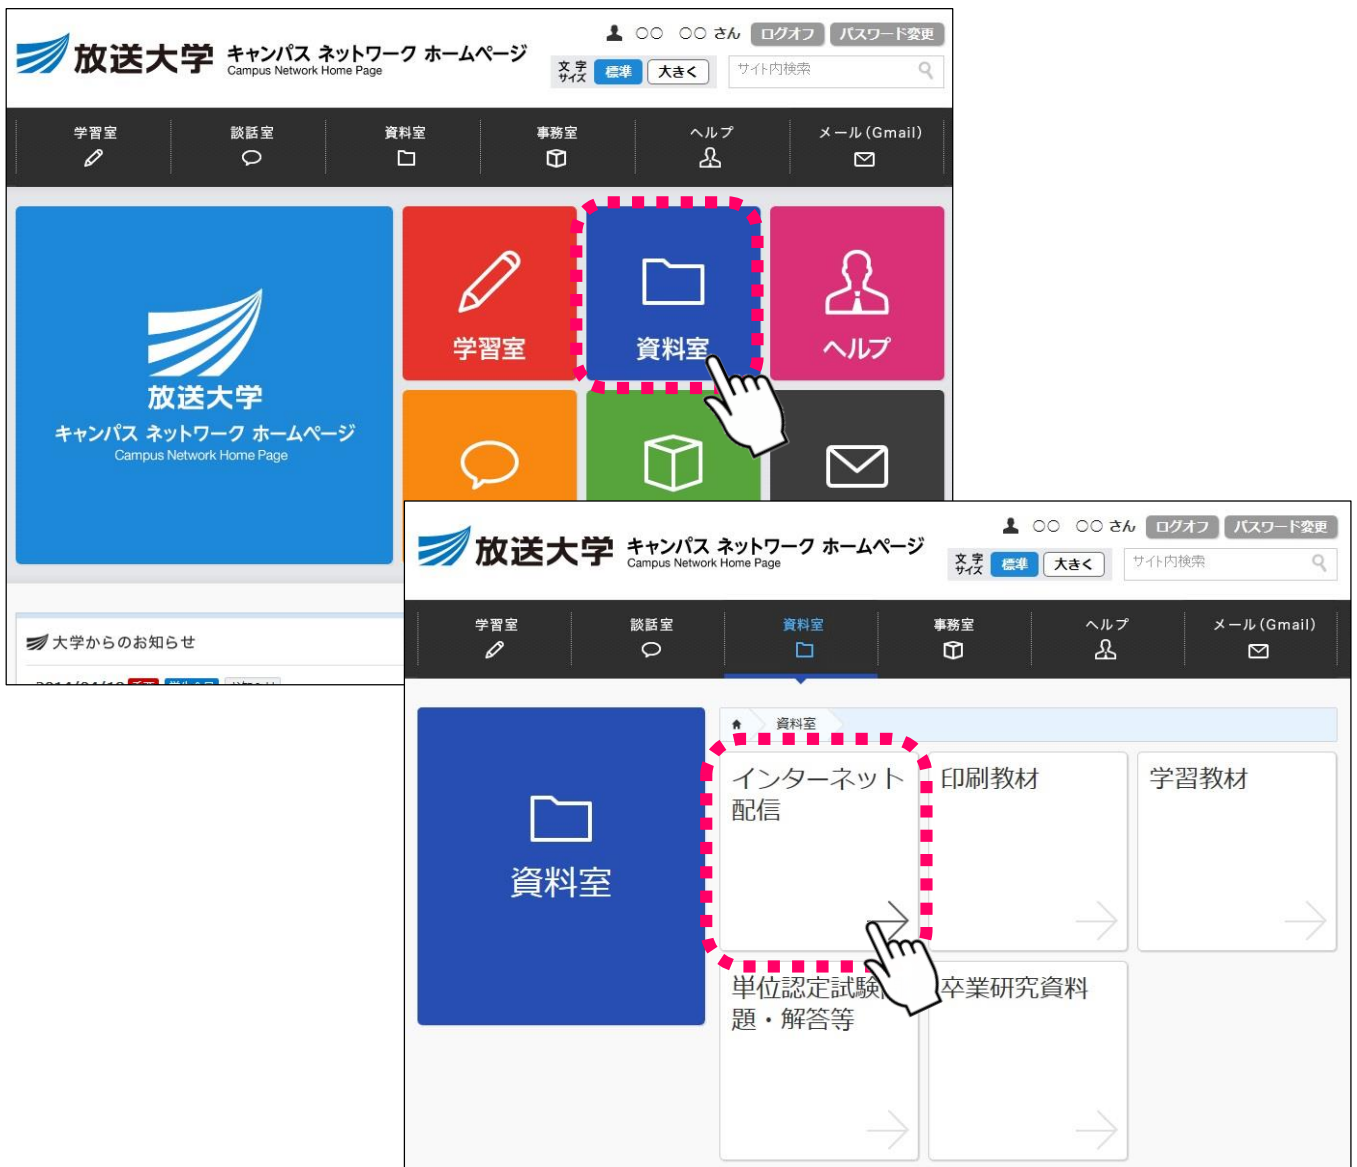 放送大学 キャンパス ネットワーク ホームページ
Campus Network Home Page
○○ ○○ さん ログオフ パスワード変更
文字サイズ 標準 大きく サイト内検索
学習室 談話室 資料室 事務室 ヘルプ メール(Gmail)
放送大学
キャンパス ネットワーク ホームページ
Campus Network Home Page
学習室 資料室 ヘルプ
大学からのお知らせ
放送大学 キャンパス ネットワーク ホームページ
Campus Network Home Page
○○ ○○ さん ログオフ パスワード変更
文字サイズ 標準 大きく サイト内検索
学習室 談話室 資料室 事務室 ヘルプ メール(Gmail)
資料室
資料室
インターネット
配信
印刷教材
学習教材
単位認定試験
題・解答等
卒業研究資料